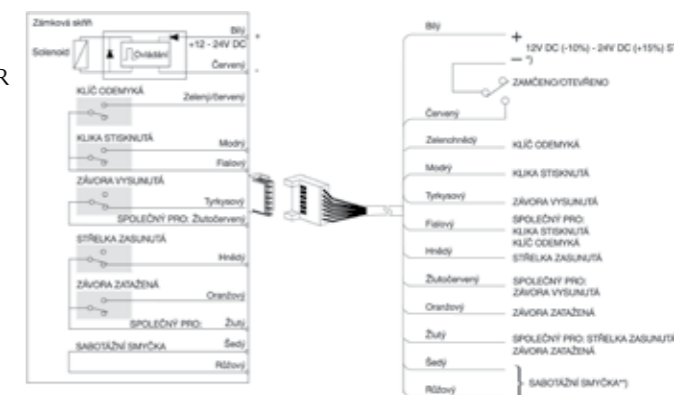 R
Zámková skříň
Bílý
+
Solenoid
Ovládání
+12 - 24V DC
Červený
-
KLÍČ ODEMYKÁ
Zelený/červený
KLIKA STISKNUTÁ
Modrý
Fialový
ZÁVORA VYSUNUTÁ
Tyrkysový
SPOLEČNÝ PRO: Žlutočervený
STŘELKA ZASUNUTÁ
Hnědý
ZÁVORA ZATAŽENÁ
Oranžový
SPOLEČNÝ PRO: Žlutý
SABOTÁŽNÍ SMYČKA
Šedý
Růžový
Bílý
+
12V DC (-10%) - 24V DC (+15%) ST
— *)
ZAMČENO/OTEVŘENO
Červený
Zelenohnědý
KLÍČ ODEMYKÁ
Modrý
KLIKA STISKNUTÁ
Tyrkysový
ZÁVORA VYSUNUTÁ
Fialový
SPOLEČNÝ PRO:
KLIKA STISKNUTÁ
KLÍČ ODEMYKÁ
Hnědý
STŘELKA ZASUNUTÁ
Žlutočervený
SPOLEČNÝ PRO:
ZÁVORA VYSUNUTÁ
Oranžový
ZÁVORA ZATAŽENÁ
Žlutý
SPOLEČNÝ PRO: STŘELKA ZASUNUTÁ
ZÁVORA ZATAŽENÁ
Šedý
SABOTÁŽNÍ SMYČKA**)
Růžový